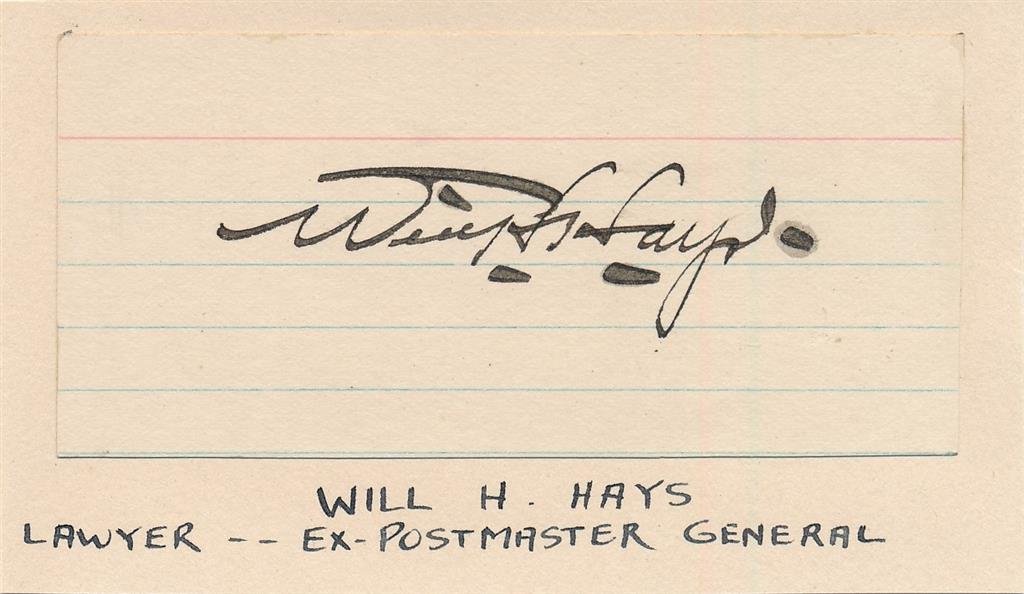 Will H. Hays.
WILL H. HAYS
LAWYER -- EX-POSTMASTER GENERAL